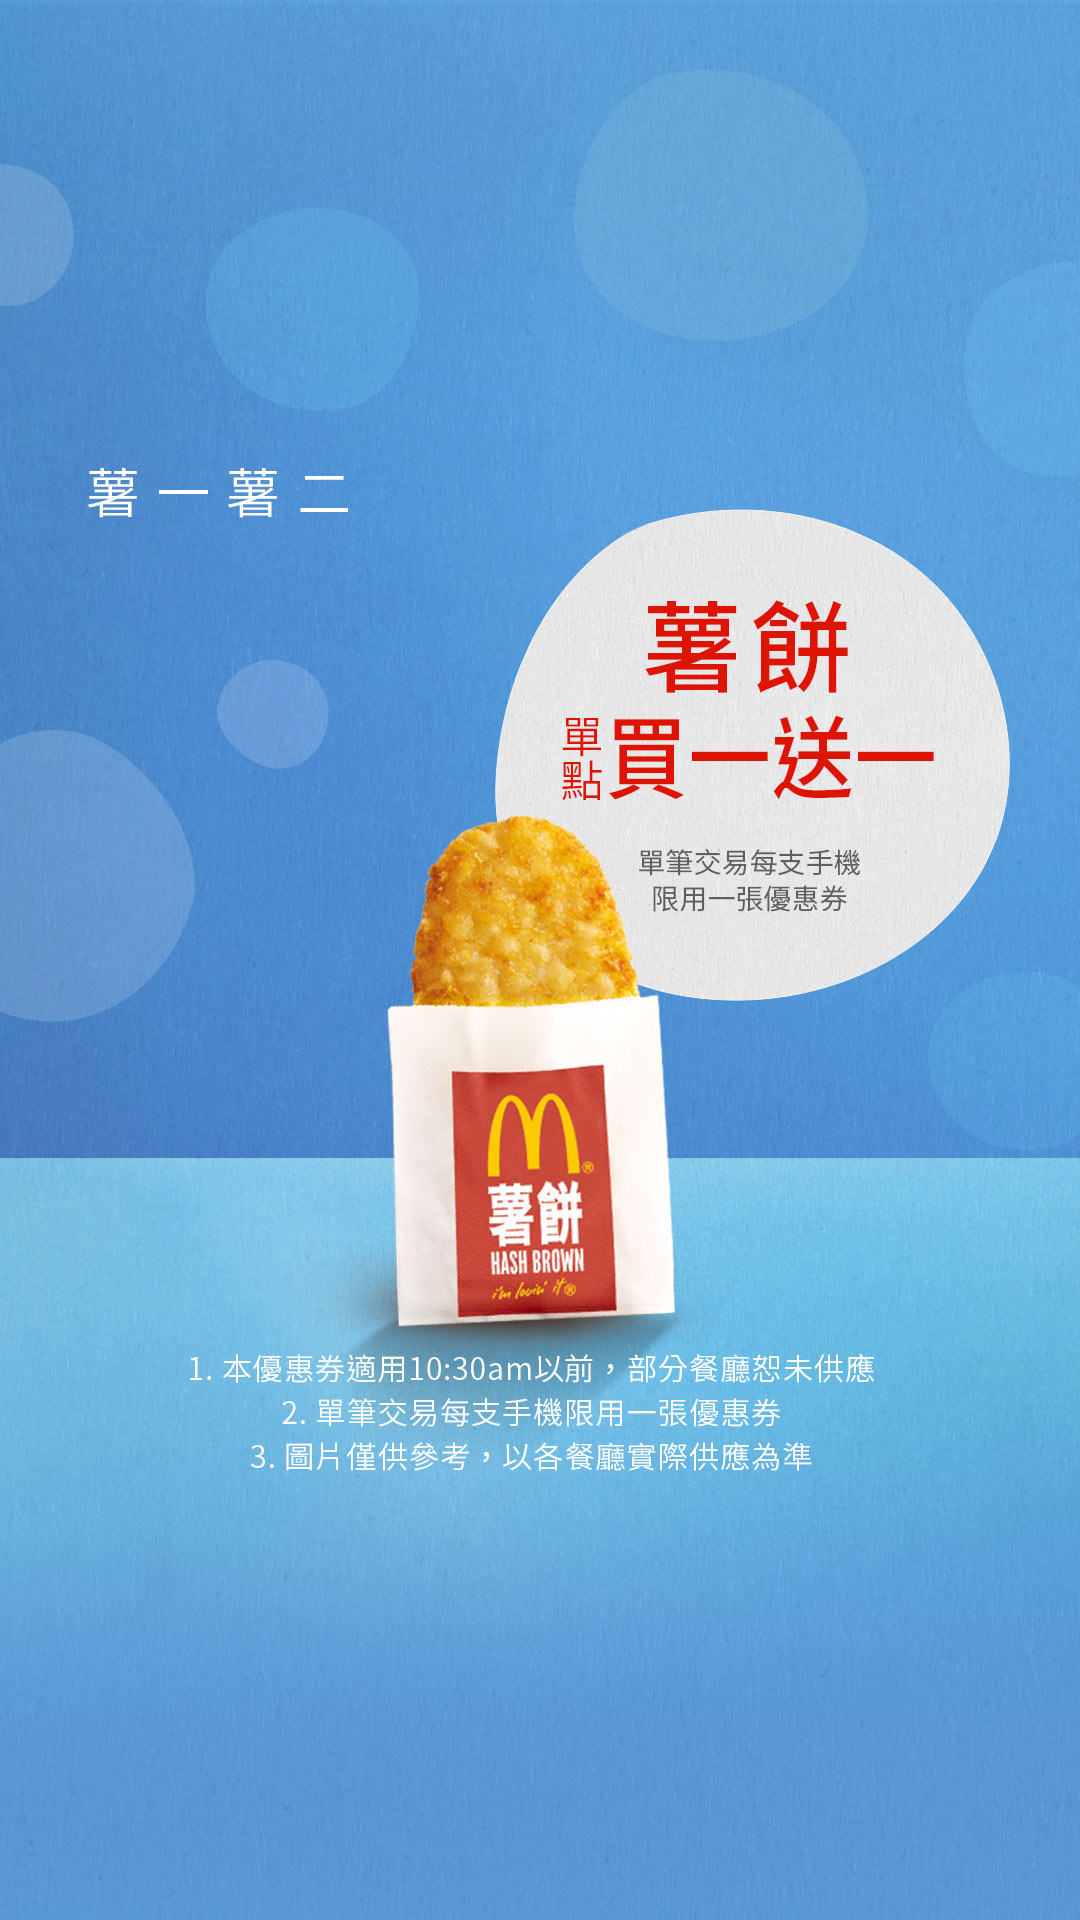 薯一薯二
薯餅
單點買一送一
單筆交易每支手機
限用一張優惠券
薯餅
HASH BROWN
i'm lovin' it®
1. 本優惠券適用10:30am以前，部分餐廳恕未供應
2. 單筆交易每支手機限用一張優惠券
3. 圖片僅供參考，以各餐廳實際供應為準